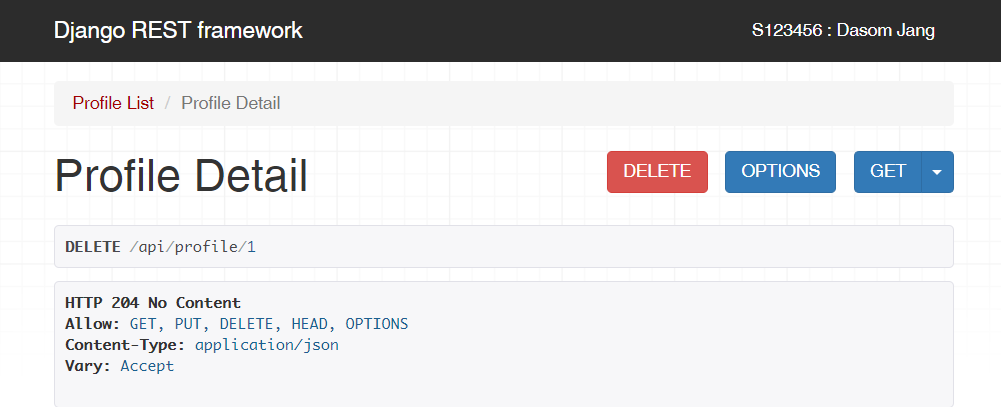 Django REST framework
S123456 : Dasom Jang
Profile List / Profile Detail
Profile Detail
DELETE
OPTIONS
GET
DELETE /api/profile/1
HTTP 204 No Content
Allow: GET, PUT, DELETE, HEAD, OPTIONS
Content-Type: application/json
Vary: Accept